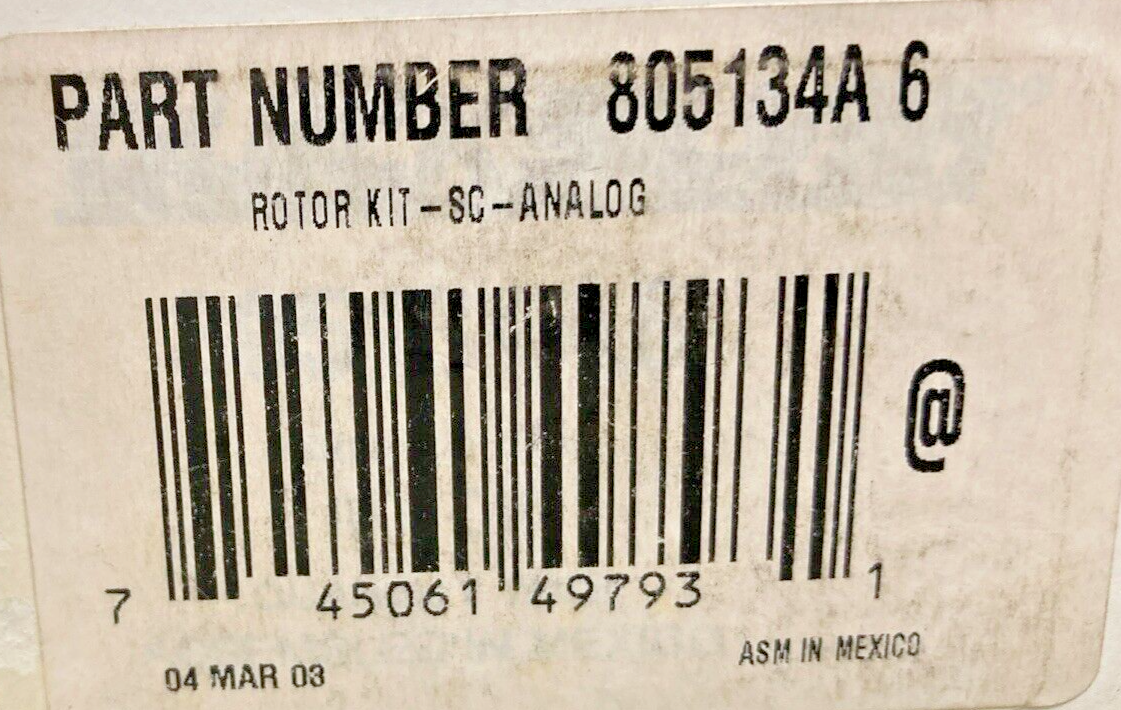 PART NUMBER 805134A 6
ROTOR KIT-SC-ANALOG
@
7 45061 49793 1
ASM IN MEXICO
04 MAR 03